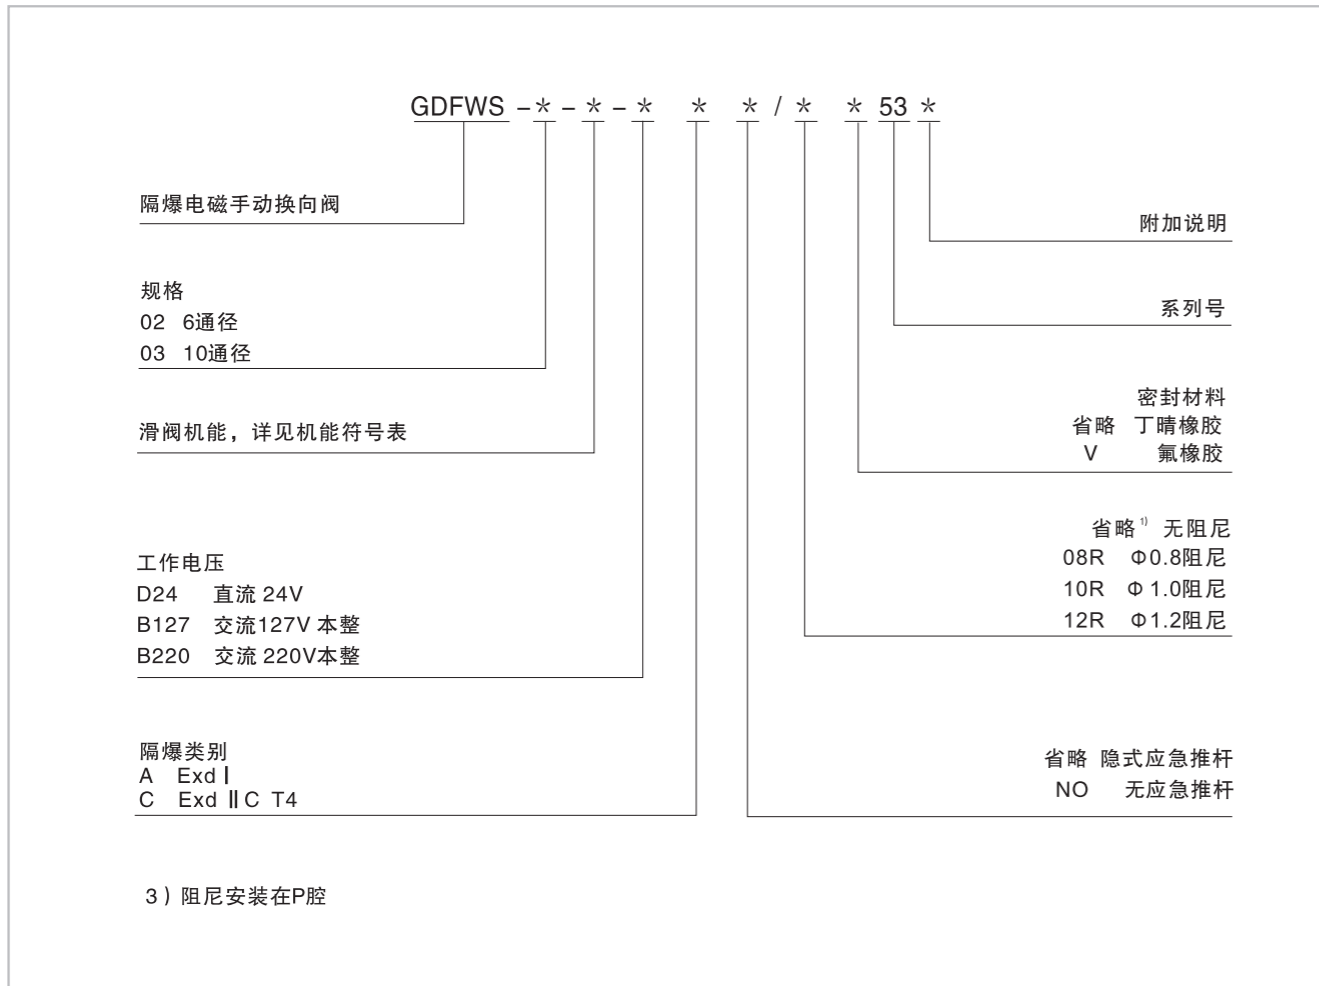 GDFWS -*-*-* * * / * * 53 *
隔爆电磁手动换向阀
规格
02 6通径
03 10通径
滑阀机能，详见机能符号表
工作电压
D24 直流 24V
B127 交流127V 本整
B220 交流 220V本整
隔爆类别
A Exd Ⅰ
C Exd ⅡC T4
附加说明
系列号
密封材料
省略 丁晴橡胶
V 氟橡胶
省略 1) 无阻尼
08R Φ0.8阻尼
10R Φ1.0阻尼
12R Φ1.2阻尼
省略 隐式应急推杆
NO 无应急推杆
3）阻尼安装在P腔